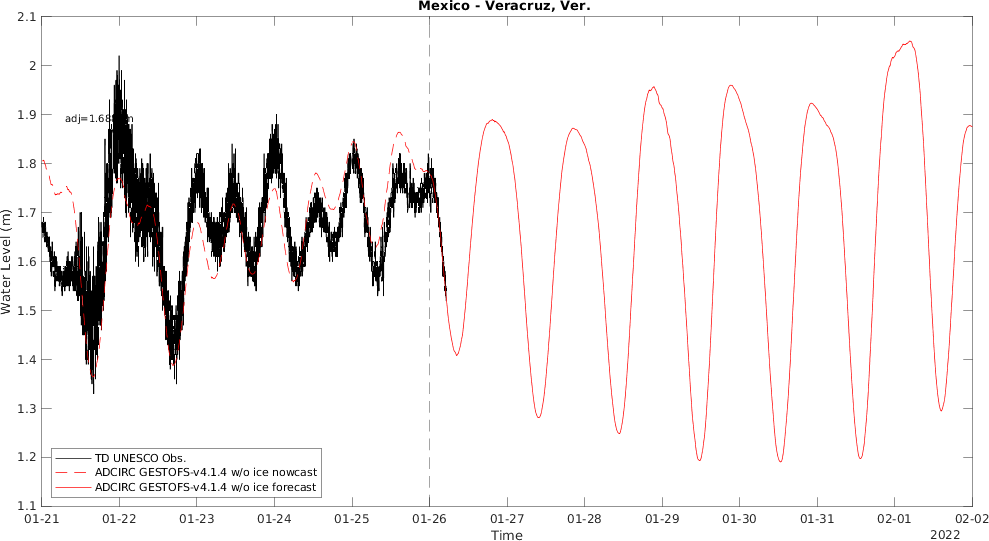 Mexico - Veracruz, Ver.
2.1
2
1.9
adj=1.68
1.8
1.7
1.6
1.5
1.4
1.3
1.2
1.1
Water Level (m)
TD UNESCO Obs.
ADCIRC GESTOFS-v4.1.4 w/o ice nowcast
ADCIRC GESTOFS-v4.1.4 w/o ice forecast
01-21 01-22 01-23 01-24 01-25 01-26 01-27 01-28 01-29 01-30 01-31 02-01 02-02
Time
2022